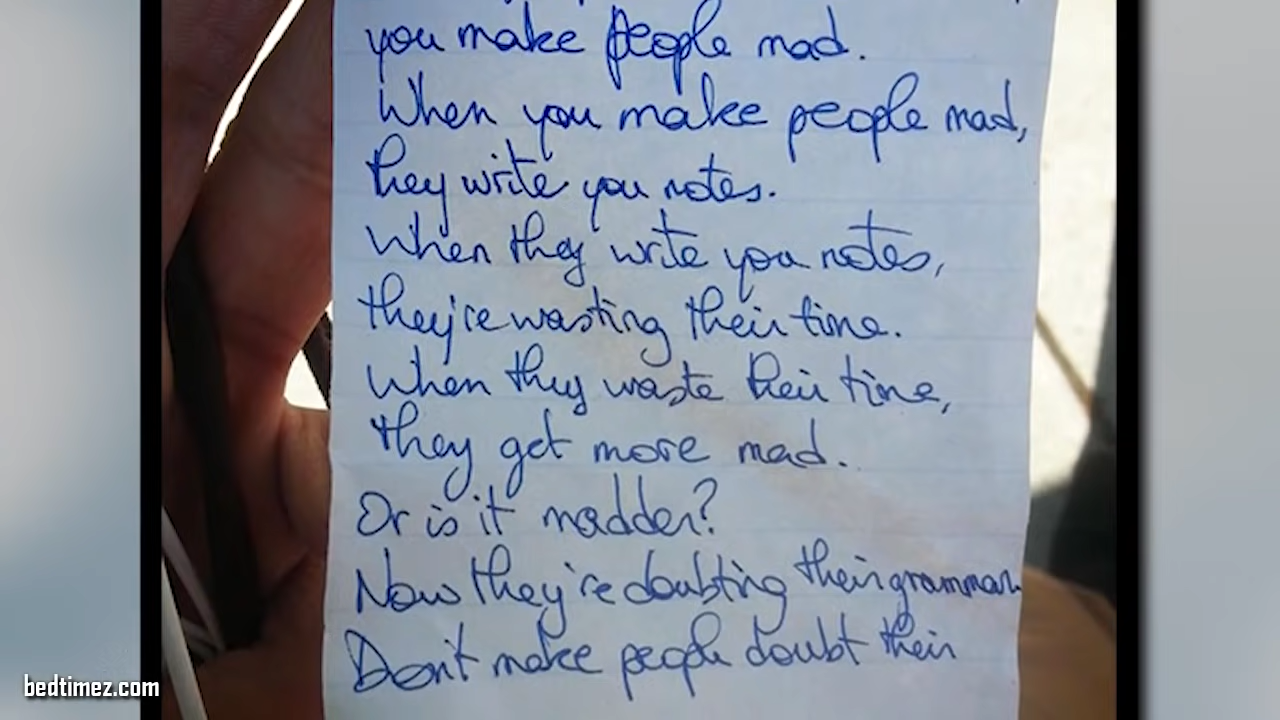 you make people mad.
When you make people mad,
they write you notes.
When they write you notes,
they're wasting their time.
When they waste their time,
they get more mad.
Or is it madder?
Now they're doubting their grammar.
Don't make people doubt their
bedtimez.com